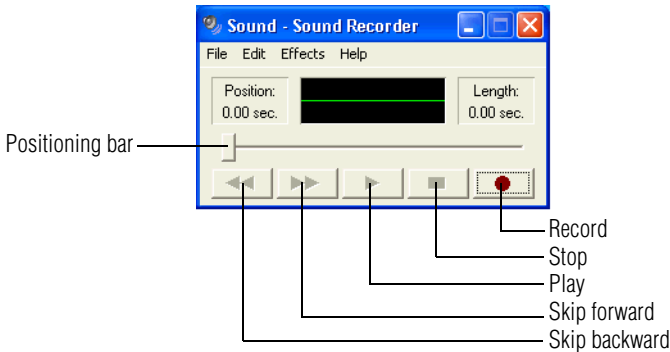 Sound - Sound Recorder
File Edit Effects Help
Position:
0.00 sec.
Length:
0.00 sec.
Positioning bar
Record
Stop
Play
Skip forward
Skip backward